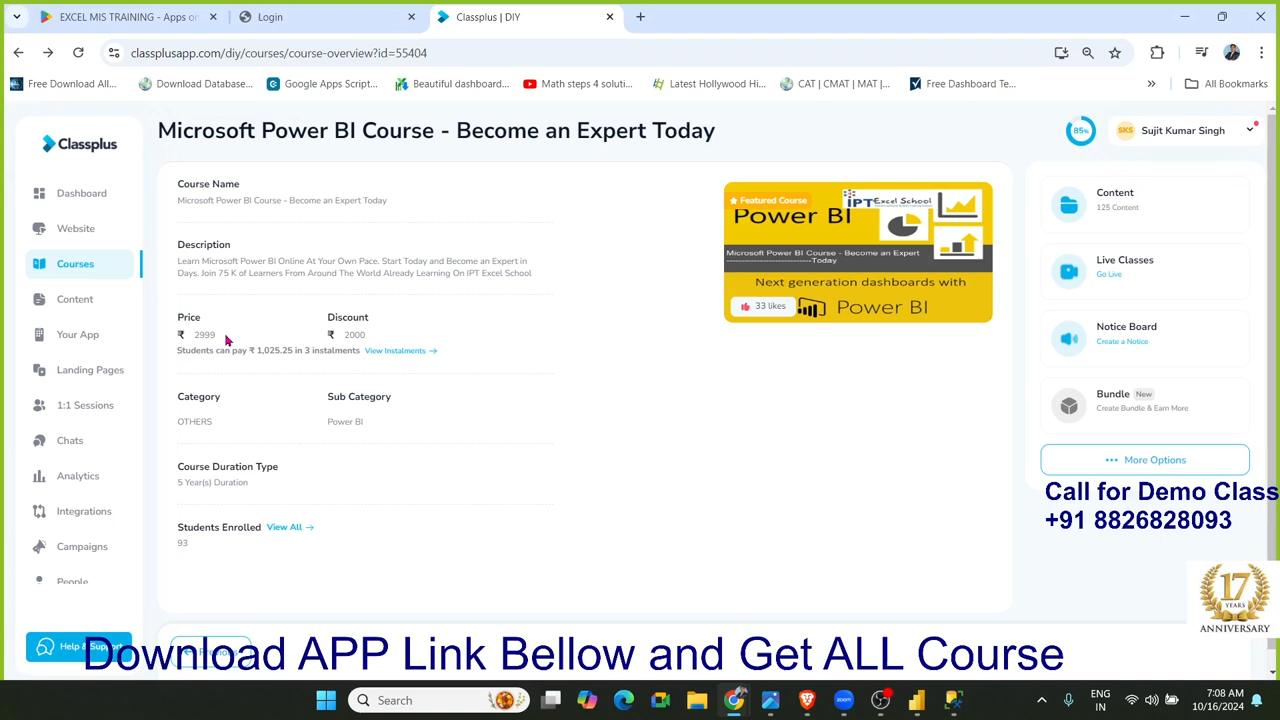 EXCEL MIS TRAINING - Apps o
Login
Classplus | DIY
classplusapp.com/diy/courses/course-overview?id=55404
Free Download All...
Download Database...
Google Apps Script...
Beautiful dashboard...
Math steps 4 soluti...
Latest Hollywood Hi...
CAT | CMAT | MAT |...
Free Dashboard Te...
All Bookmarks
Classplus
Microsoft Power BI Course - Become an Expert Today
85%
SKS
Sujit Kumar Singh
Dashboard
Website
Courses
Content
Your App
Landing Pages
1:1 Sessions
Chats
Analytics
Integrations
Campaigns
People
Help & Support
Course Name
Microsoft Power BI Course - Become an Expert Today
Description
Learn Microsoft Power BI Online At Your Own Pace. Start Today and Become an Expert in
Days. Join 75 K of Learners From Around The World Already Learning On IPT Excel School
Price
Discount
₹ 2999
₹ 2000
Students can pay ₹ 1,025.25 in 3 instalments View Instalments →
Category
Sub Category
OTHERS
Power BI
Course Duration Type
5 Year(s) Duration
Students Enrolled View All →
93
Featured Course
IPT Excel School
Power BI
Microsoft Power BI Course - Become an Expert
Today
Next generation dashboards with
33 likes
Power BI
Content
125 Content
Live Classes
Go Live
Notice Board
Create a Notice
Bundle New
Create Bundle & Earn More
More Options
Call for Demo Class
+91 8826828093
17
YEARS
ANNIVERSARY
Download APP Link Bellow and Get ALL Course
Search
zoom
ENG
IN
7:08 AM
10/16/2024